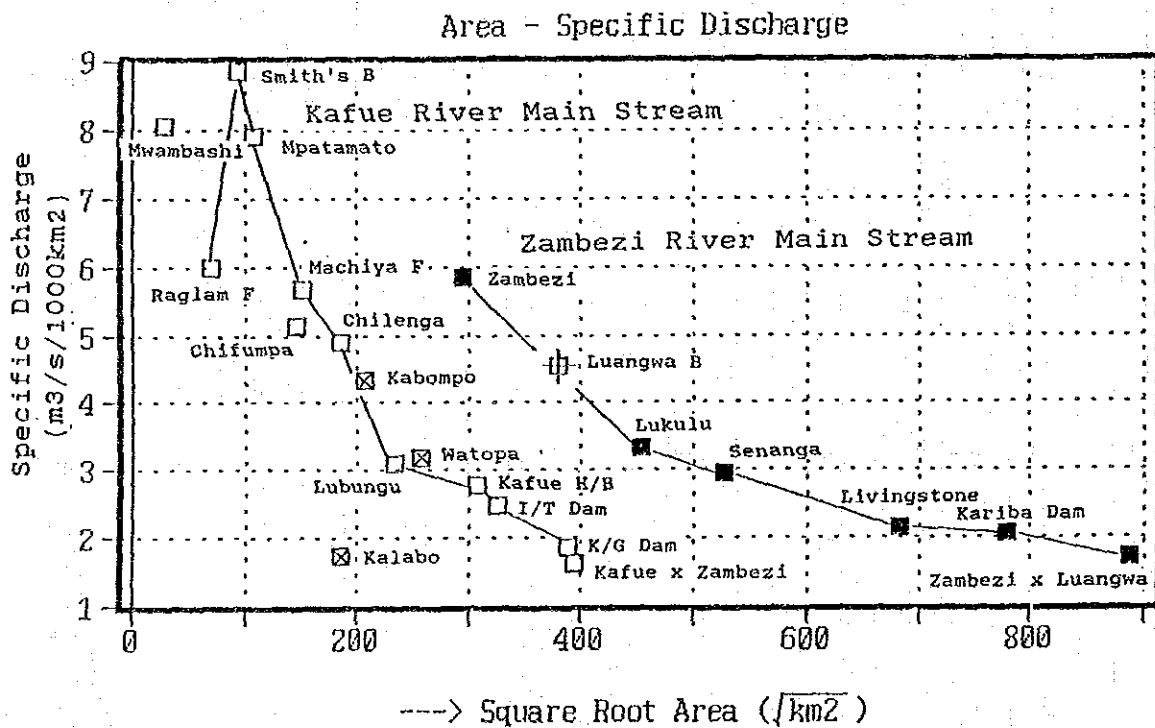 Area - Specific Discharge
Specific Discharge
(m3/s/1000km2)
9
8
7
6
5
4
3
2
1
Smith's B
Kafue River Main Stream
Mwambashi
Mpatamato
Zambezi River Main Stream
Machiya F
Zambezi
Raglam F
Chilenga
Chifumpa
Luangwa B
Kabompo
Lukulu
Watopa
Senanga
Lubungu
Kafue H/B
I/T Dam
Livingstone
Kariba Dam
K/G Dam
Kalabo
Kafue x Zambezi
Zambezi x Luangwa
0 200 400 600 800
---> Square Root Area (√km2)